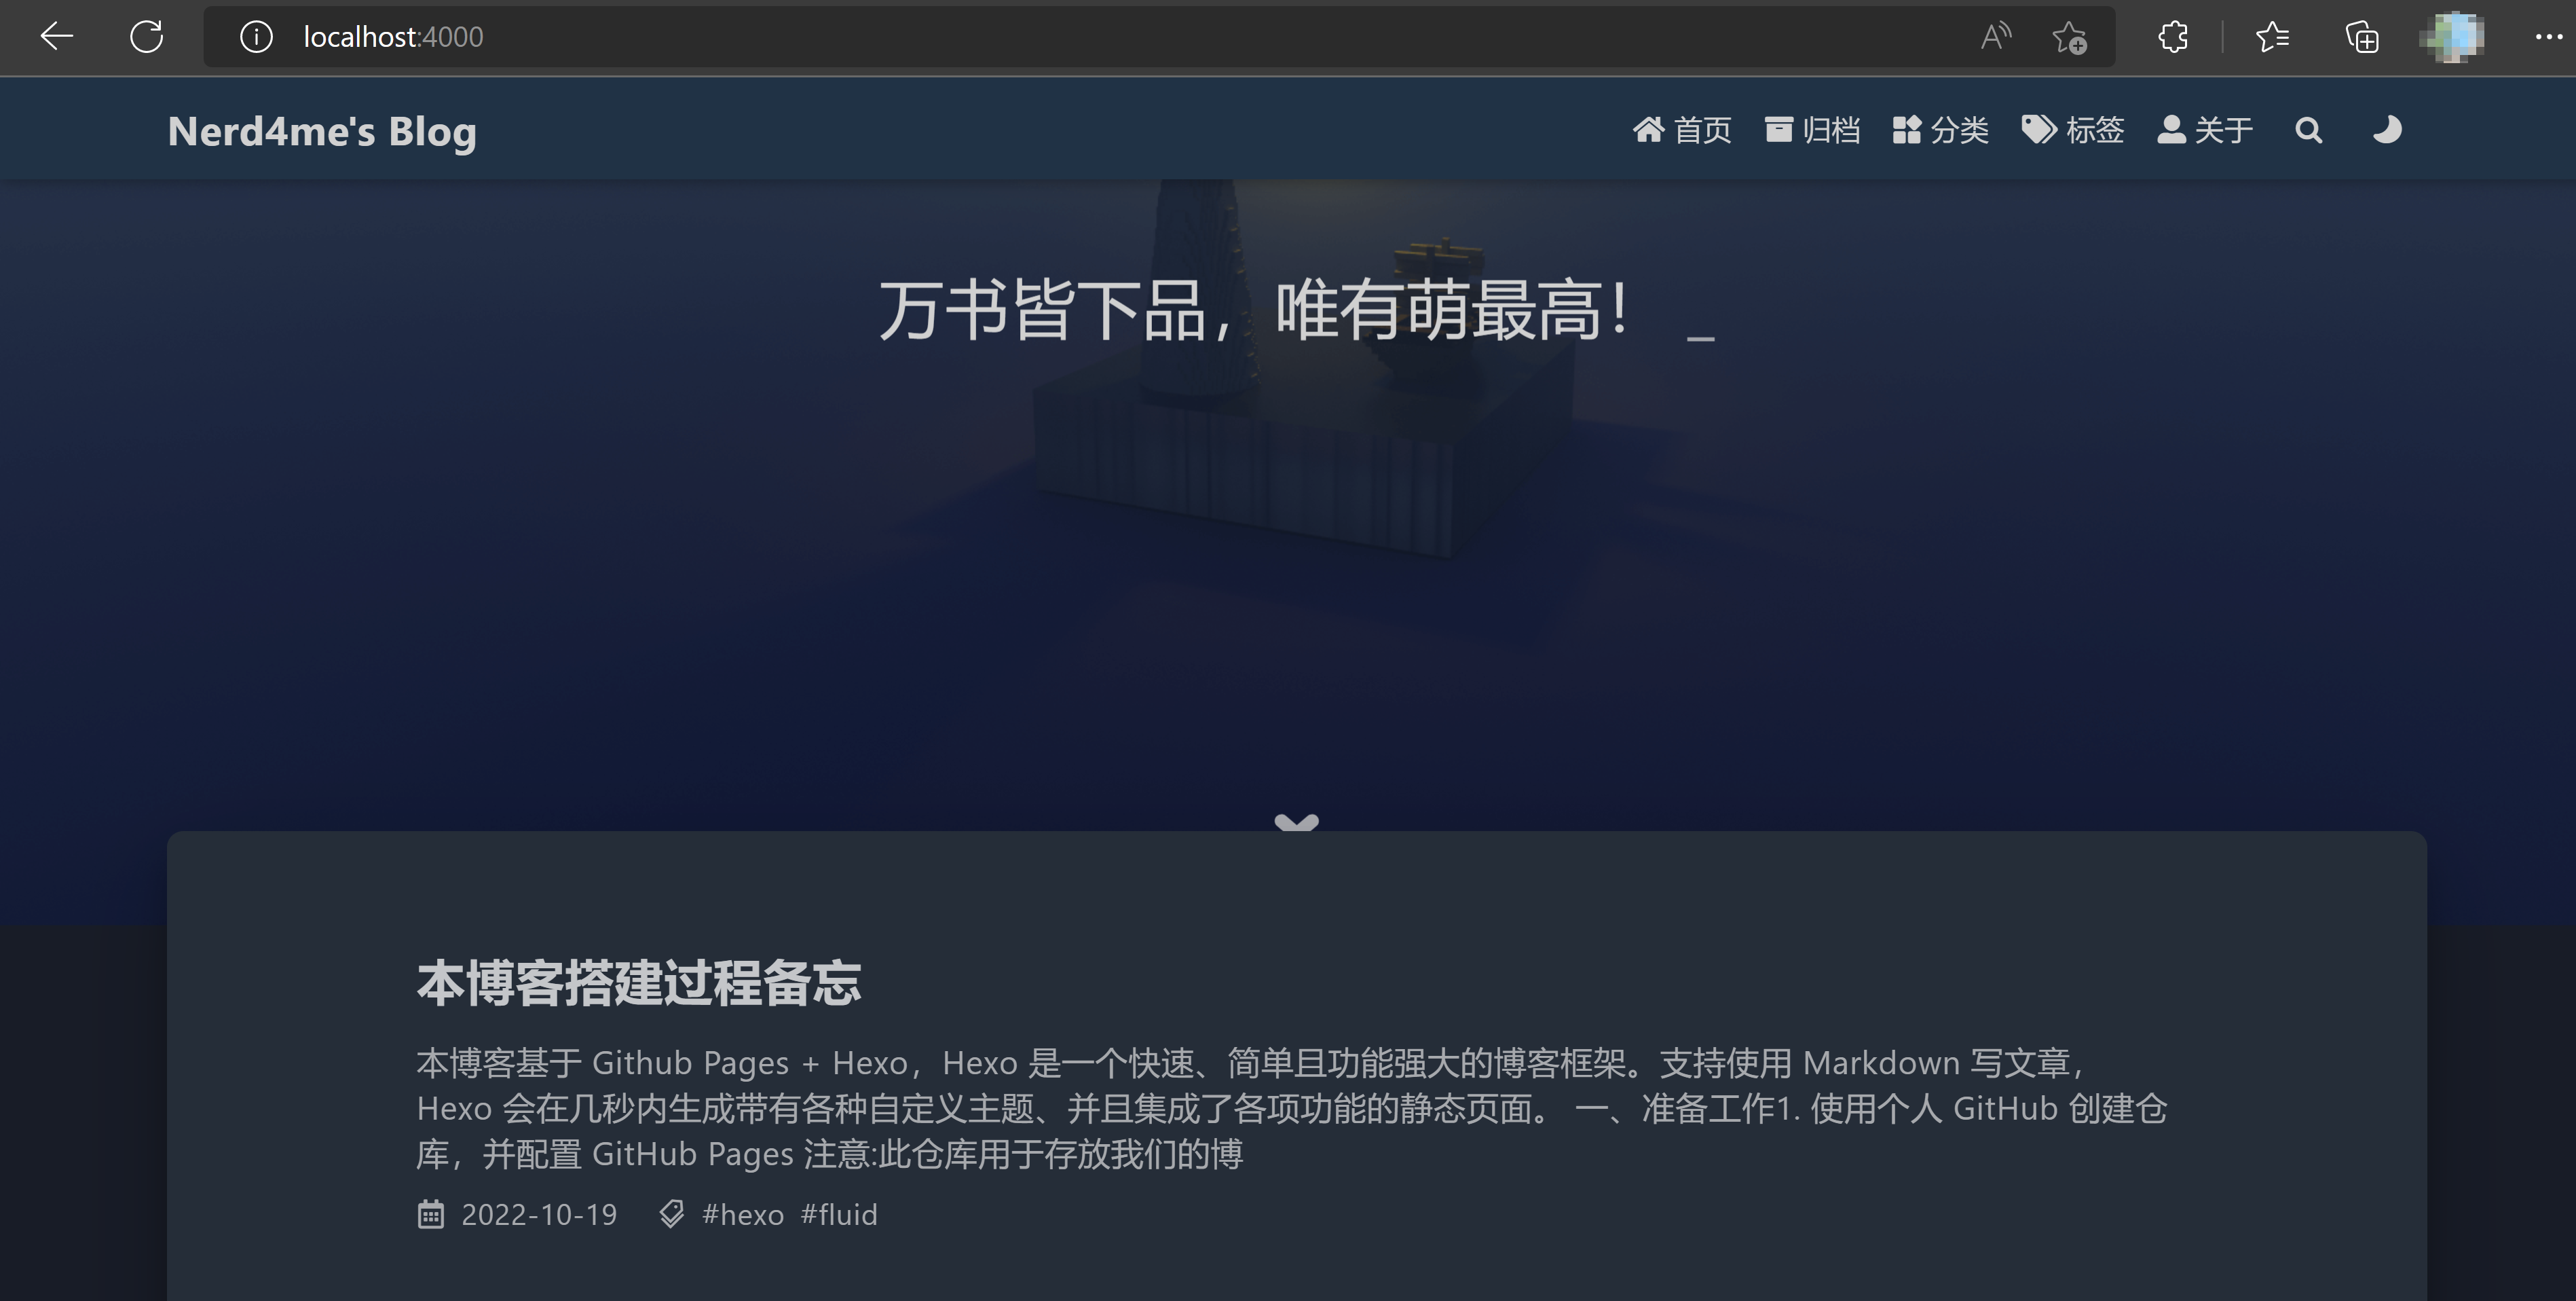 localhost:4000
Nerd4me's Blog
首页 归档 分类 标签 关于
万书皆下品，唯有萌最高！ _
本博客搭建过程备忘
本博客基于 Github Pages + Hexo，Hexo 是一个快速、简单且功能强大的博客框架。支持使用 Markdown 写文章，
Hexo 会在几秒内生成带有各种自定义主题、并且集成了各项功能的静态页面。 一、准备工作1. 使用个人 GitHub 创建仓
库，并配置 GitHub Pages 注意:此仓库用于存放我们的博
2022-10-19 #hexo #fluid